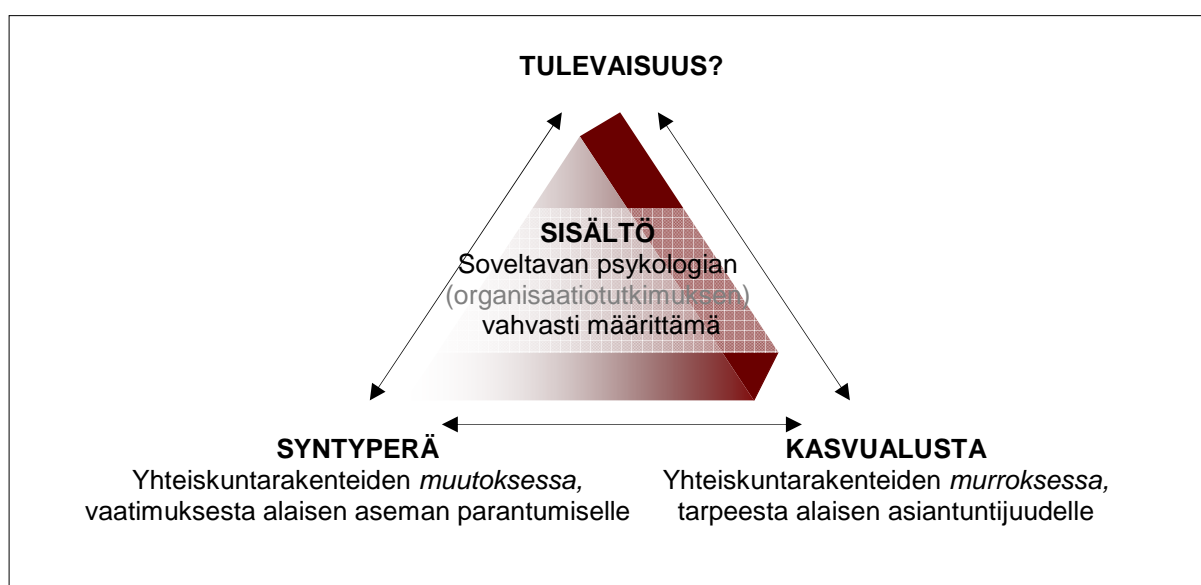 TULEVAISUUS?
SISÄLTÖ
Soveltavan psykologian
(organisaatiotutkimuksen)
vahvasti määrittämä
SYNTYPERÄ
Yhteiskuntarakenteiden muutoksessa,
vaatimuksesta alaisen aseman parantumiselle
KASVUALUSTA
Yhteiskuntarakenteiden murroksessa,
tarpeesta alaisen asiantuntijuudelle